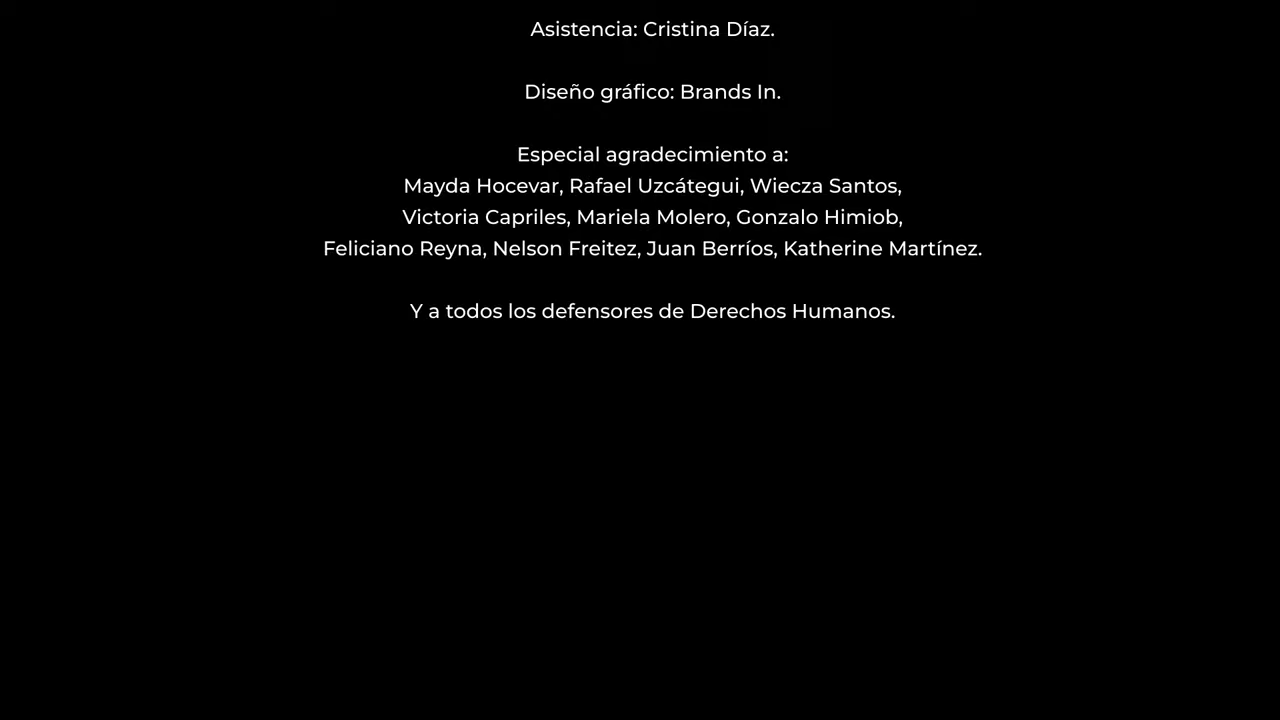 Asistencia: Cristina Díaz.
Diseño gráfico: Brands In.
Especial agradecimiento a:
Mayda Hocevar, Rafael Uzcátegui, Wiecza Santos,
Victoria Capriles, Mariela Molero, Gonzalo Himiob,
Feliciano Reyna, Nelson Freitez, Juan Berríos, Katherine Martínez.
Y a todos los defensores de Derechos Humanos.